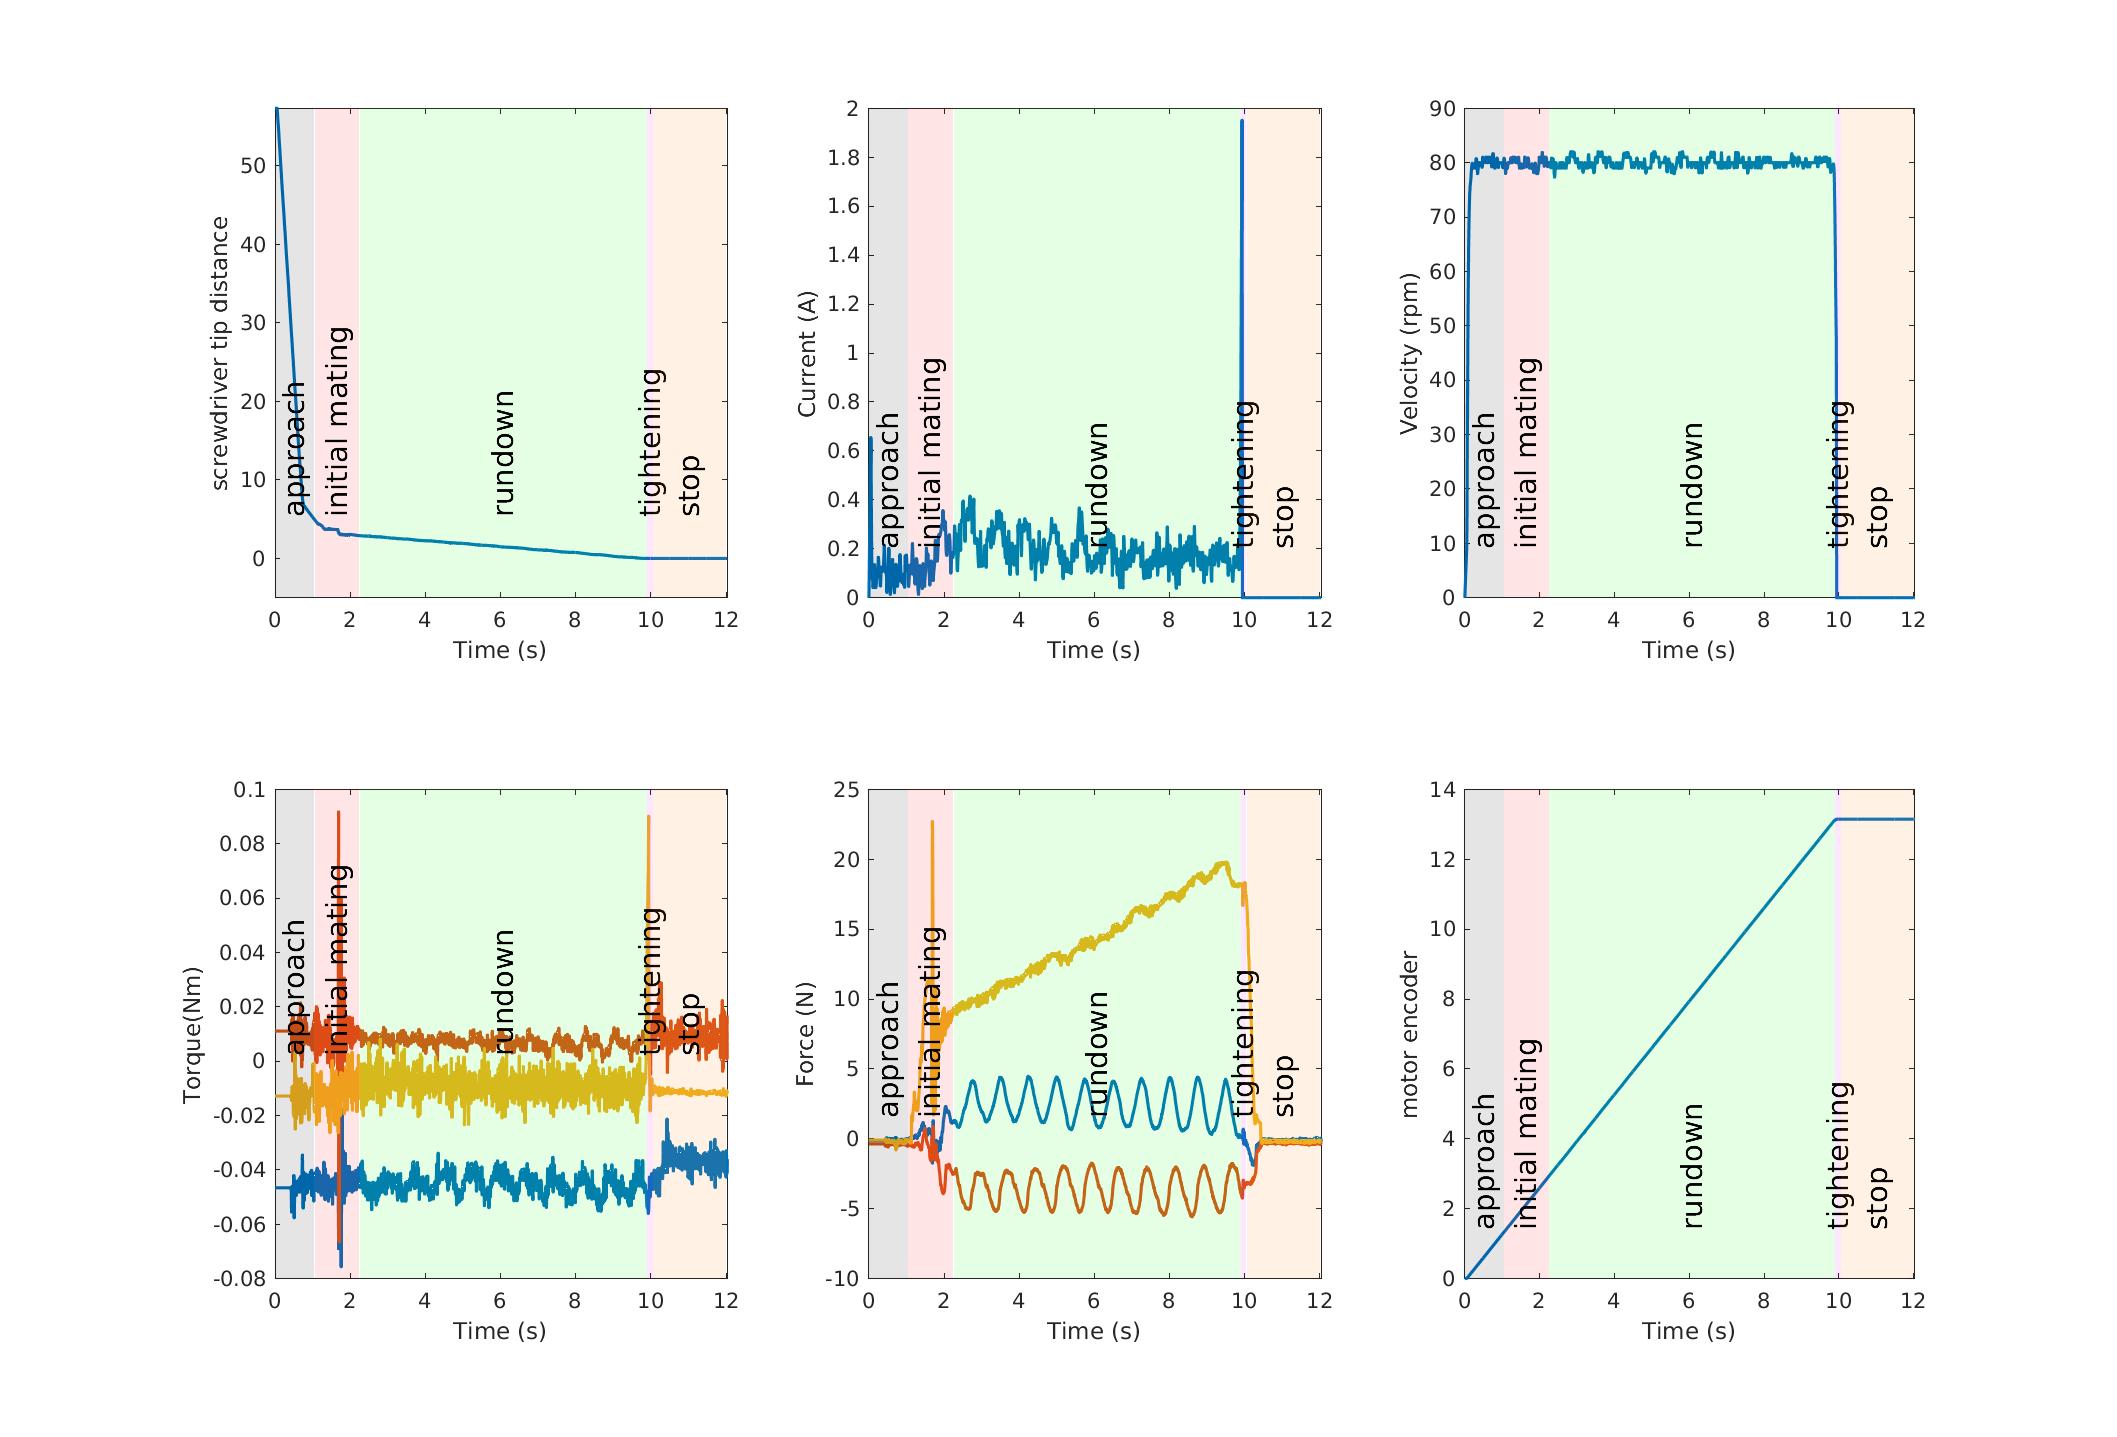 screwdriver tip distance
50
40
30
20
10
0
approach
initial mating
rundown
tightening
stop
0 2 4 6 8 10 12
Time (s)
Current (A)
2
1.8
1.6
1.4
1.2
1
0.8
0.6
0.4
0.2
0
approach
initial mating
rundown
tightening
stop
0 2 4 6 8 10 12
Time (s)
Velocity (rpm)
90
80
70
60
50
40
30
20
10
0
approach
initial mating
rundown
tightening
stop
0 2 4 6 8 10 12
Time (s)
Torque(Nm)
0.1
0.08
0.06
0.04
0.02
0
-0.02
-0.04
-0.06
-0.08
approach
initial mating
rundown
tightening
stop
0 2 4 6 8 10 12
Time (s)
Force (N)
25
20
15
10
5
0
-5
-10
approach
initial mating
rundown
tightening
stop
0 2 4 6 8 10 12
Time (s)
motor encoder
14
12
10
8
6
4
2
0
approach
initial mating
rundown
tightening
stop
0 2 4 6 8 10 12
Time (s)